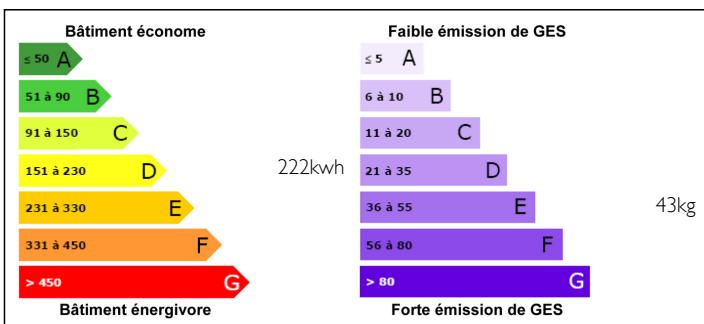 Bâtiment économe
≤ 50 A
51 à 90 B
91 à 150 C
151 à 230 D
222kwh
231 à 330 E
331 à 450 F
> 450 G
Bâtiment énergivore
Faible émission de GES
≤ 5 A
6 à 10 B
11 à 20 C
21 à 35 D
36 à 55 E
43kg
56 à 80 F
> 80 G
Forte émission de GES